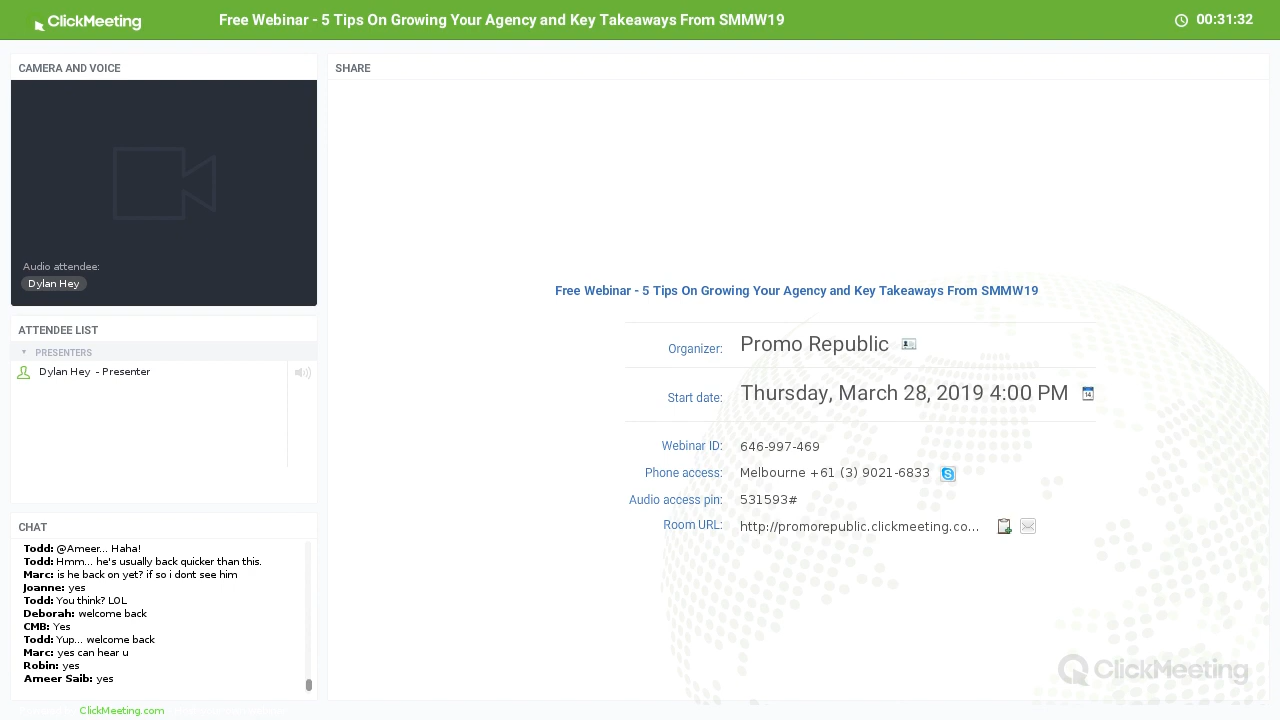 ClickMeeting
Free Webinar - 5 Tips On Growing Your Agency and Key Takeaways From SMMW19
00:31:32
CAMERA AND VOICE
Audio attendee:
Dylan Hey
ATTENDEE LIST
PRESENTERS
Dylan Hey - Presenter
CHAT
Todd: @Ameer... Haha!
Todd: Hmm... he's usually back quicker than this.
Marc: is he back on yet? if so i dont see him
Joanne: yes
Todd: You think? LOL
Deborah: welcome back
CMB: Yes
Todd: Yup... welcome back
Marc: yes can hear u
Robin: yes
Ameer Saib: yes
ClickMeeting.com
SHARE
Free Webinar - 5 Tips On Growing Your Agency and Key Takeaways From SMMW19
Organizer: Promo Republic
Start date: Thursday, March 28, 2019 4:00 PM
14
Webinar ID: 646-997-469
Phone access: Melbourne +61 (3) 9021-6833
Audio access pin: 531593#
Room URL: http://promorepublic.clickmeeting.co...
ClickMeeting